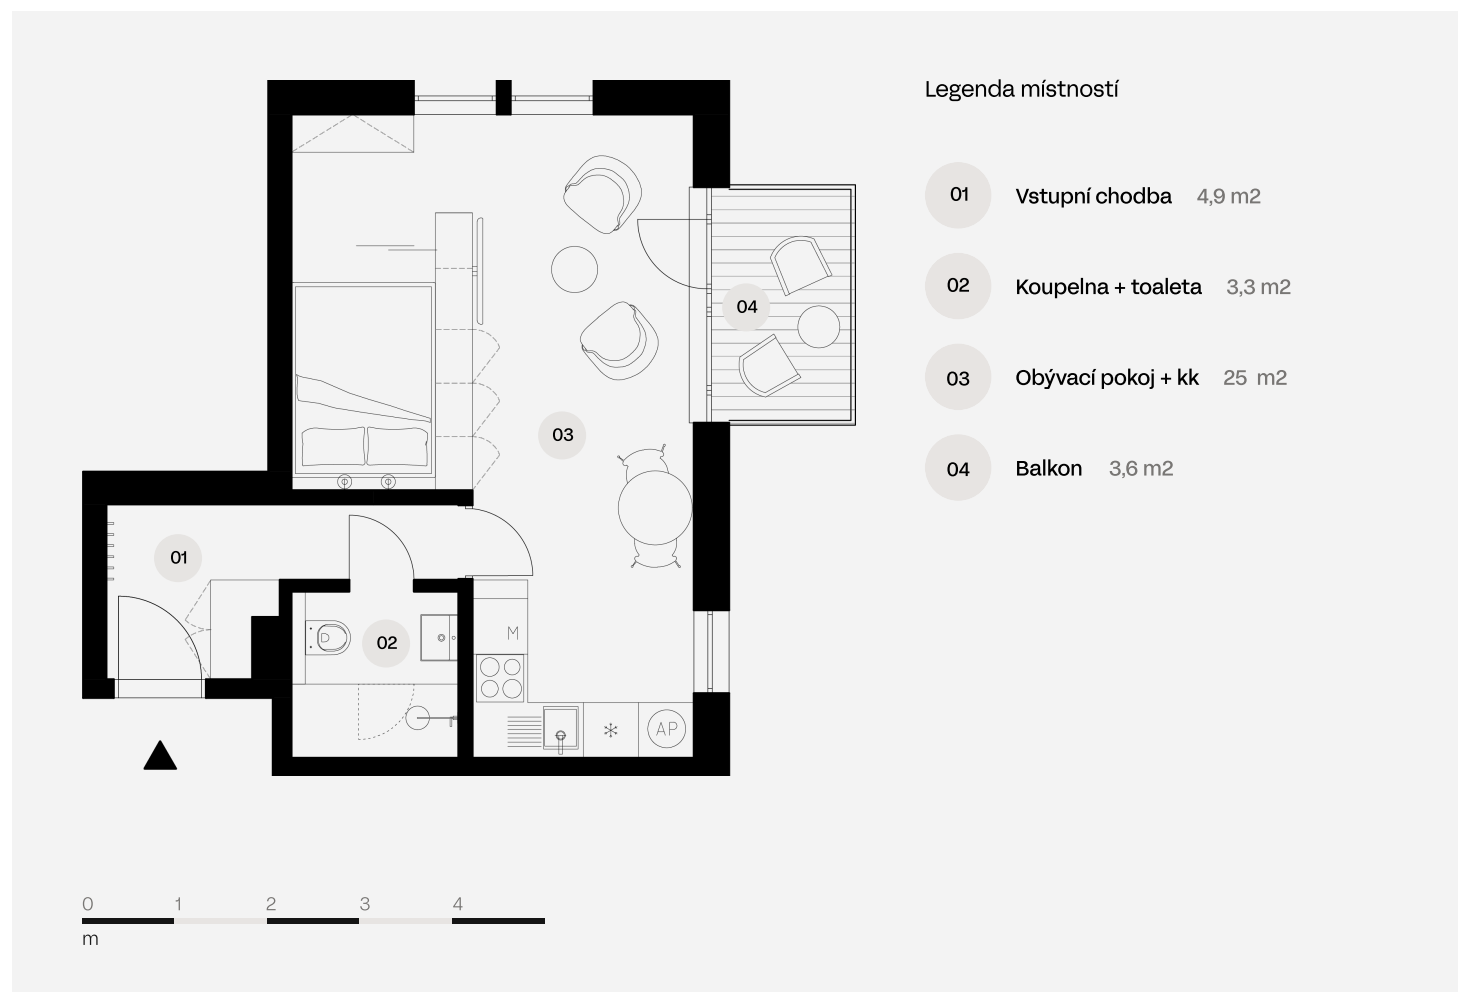 Legenda místností
01 Vstupní chodba 4,9 m2
02 Koupelna + toaleta 3,3 m2
03 Obývací pokoj + kk 25 m2
04 Balkon 3,6 m2
04
03
01
02
M
AP
0 1 2 3 4
m